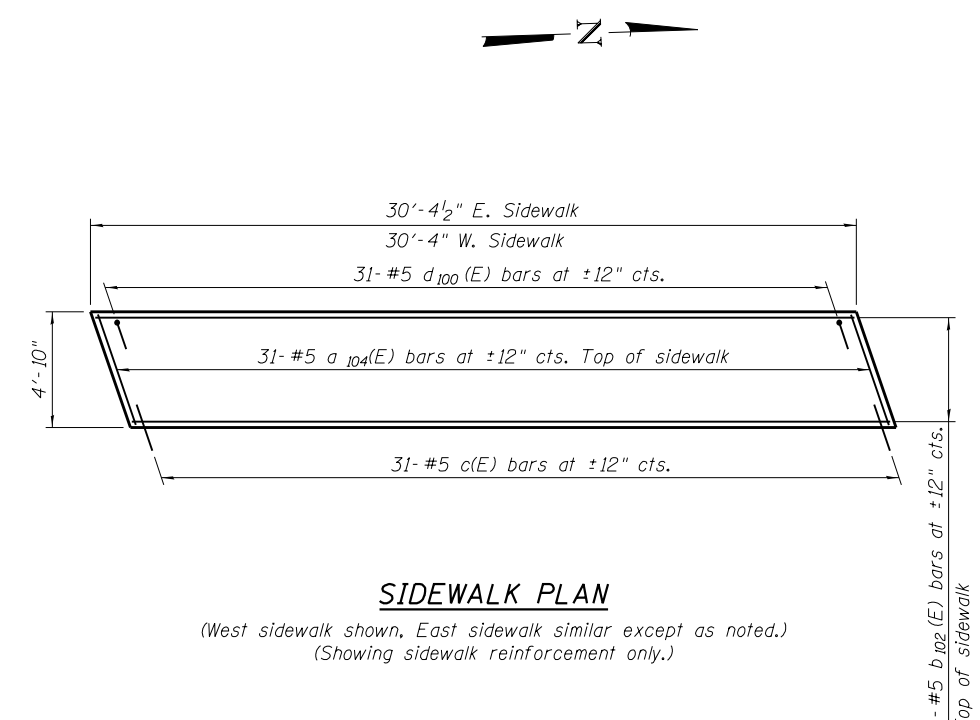 N
30'-4 1/2" E. Sidewalk
30'-4" W. Sidewalk
31-#5 d100(E) bars at ±12" cts.
4'-10"
31-#5 a104(E) bars at ±12" cts. Top of sidewalk
31-#5 c(E) bars at ±12" cts.
-#5 b102(E) bars at ±12" cts.
of sidewalk
SIDEWALK PLAN
(West sidewalk shown, East sidewalk similar except as noted.)
(Showing sidewalk reinforcement only.)